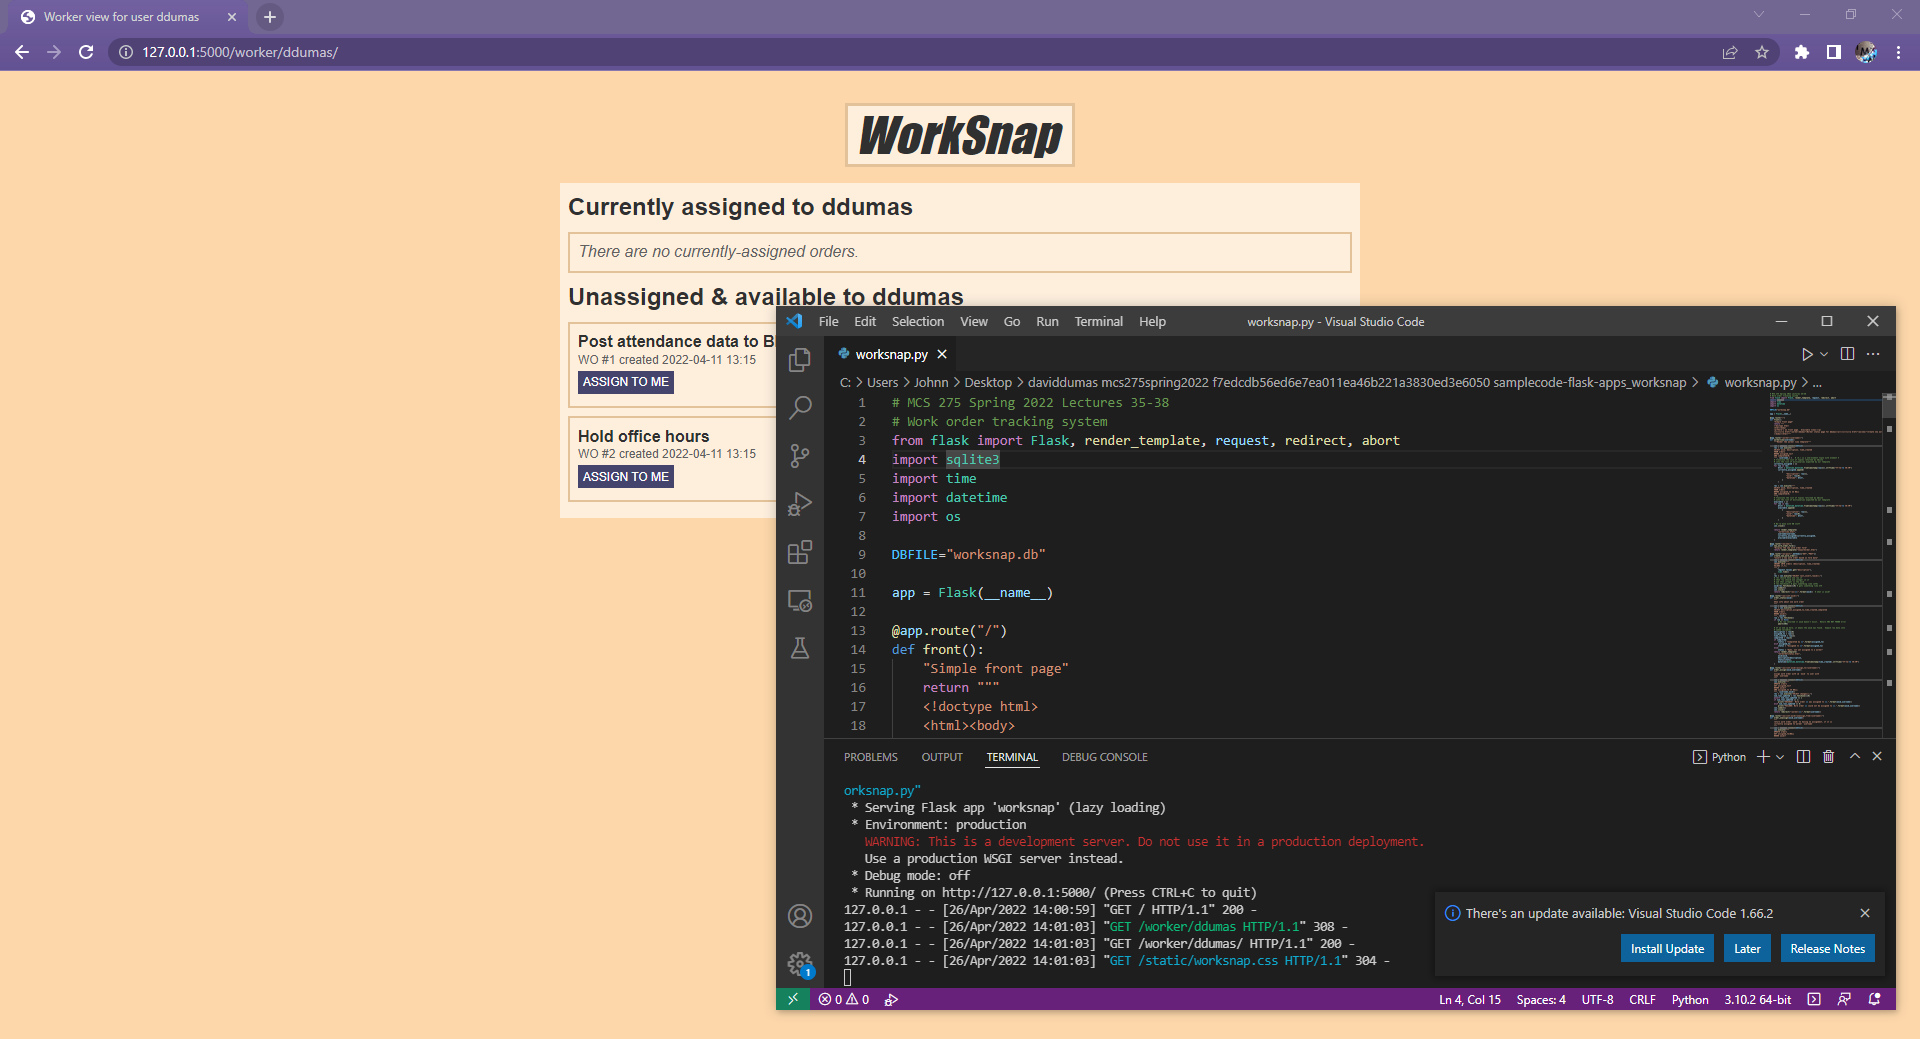 Worker view for user ddumas
127.0.0.1:5000/worker/ddumas/
WorkSnap
Currently assigned to ddumas
There are no currently-assigned orders.
Unassigned & available to ddumas
Post attendance data to Bl
WO #1 created 2022-04-11 13:15
ASSIGN TO ME
Hold office hours
WO #2 created 2022-04-11 13:15
ASSIGN TO ME
File Edit Selection View Go Run Terminal Help worksnap.py - Visual Studio Code
worksnap.py
C: > Users > Johnn > Desktop > daviddumas mcs275spring2022 f7edcdb56ed6e7ea011ea46b221a3830ed3e6050 samplecode-flask-apps_worksnap > worksnap.py > ...
1 # MCS 275 Spring 2022 Lectures 35-38
2 # Work order tracking system
3 from flask import Flask, render_template, request, redirect, abort
4 import sqlite3
5 import time
6 import datetime
7 import os
8
9 DBFILE="worksnap.db"
10
11 app = Flask(__name__)
12
13 @app.route("/")
14 def front():
15 "Simple front page"
16 return """
17 <!doctype html>
18 <html><body>
PROBLEMS OUTPUT TERMINAL DEBUG CONSOLE Python
orksnap.py"
* Serving Flask app 'worksnap' (lazy loading)
* Environment: production
WARNING: This is a development server. Do not use it in a production deployment.
Use a production WSGI server instead.
* Debug mode: off
* Running on http://127.0.0.1:5000/ (Press CTRL+C to quit)
127.0.0.1 - - [26/Apr/2022 14:00:59] "GET / HTTP/1.1" 200 -
127.0.0.1 - - [26/Apr/2022 14:01:03] "GET /worker/ddumas HTTP/1.1" 308 -
127.0.0.1 - - [26/Apr/2022 14:01:03] "GET /worker/ddumas/ HTTP/1.1" 200 -
127.0.0.1 - - [26/Apr/2022 14:01:03] "GET /static/worksnap.css HTTP/1.1" 304 -
There's an update available: Visual Studio Code 1.66.2
Install Update Later Release Notes
1
0 0 Ln 4, Col 15 Spaces: 4 UTF-8 CRLF Python 3.10.2 64-bit